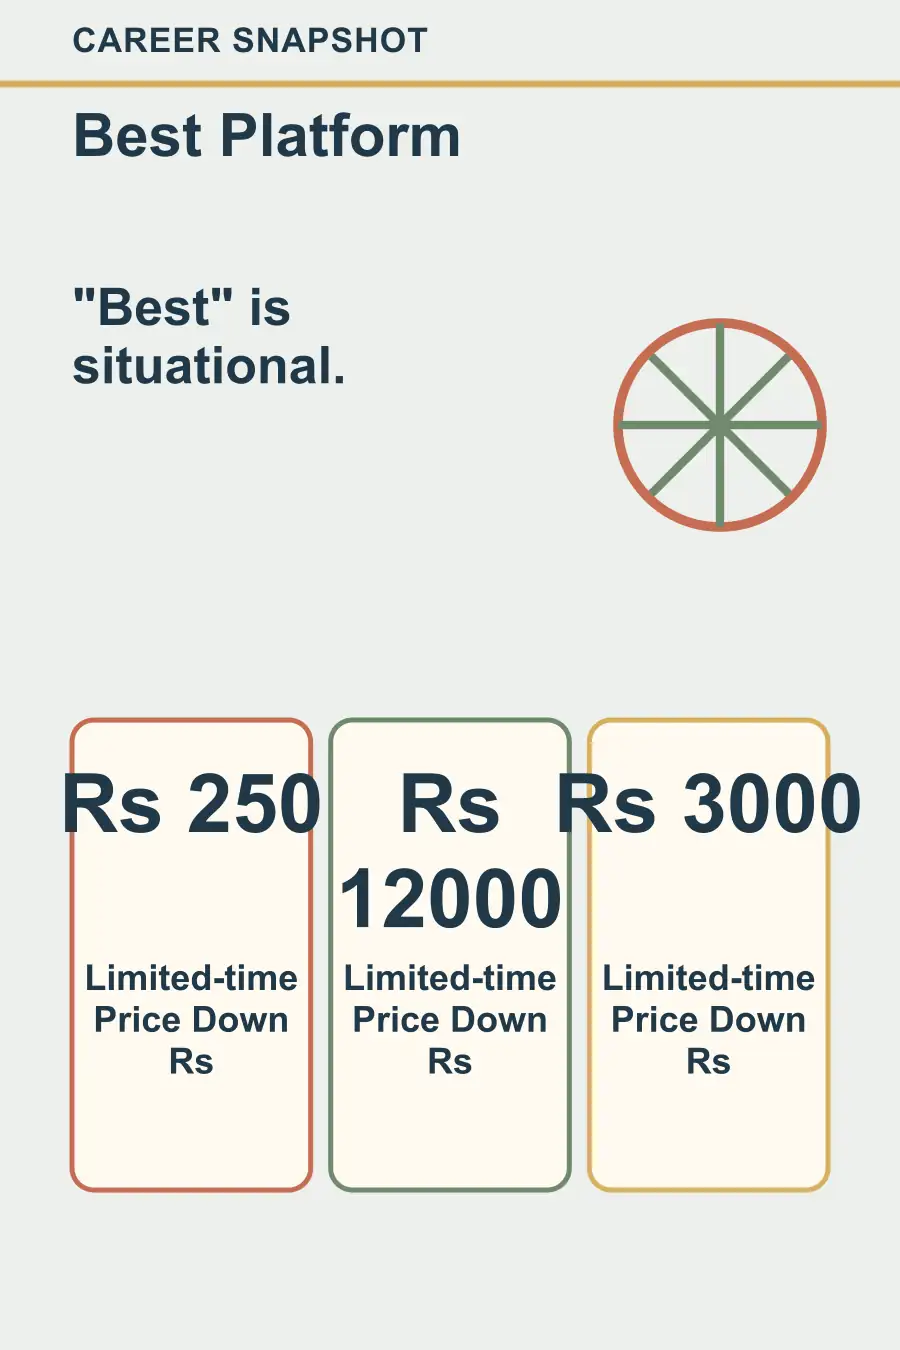 CAREER SNAPSHOT
Best Platform
"Best" is
situational.
Rs 250
Limited-time
Price Down
Rs
Rs
12000
Limited-time
Price Down
Rs
Rs 3000
Limited-time
Price Down
Rs